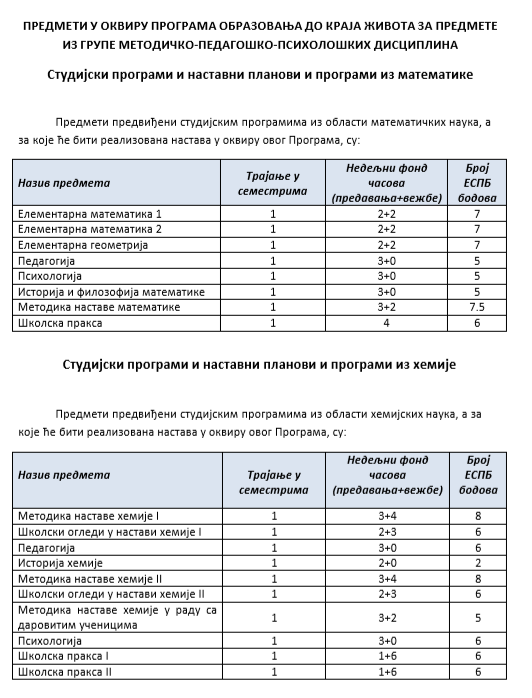 ПРЕДМЕТИ У ОКВИРУ ПРОГРАМА ОБРАЗОВАЊА ДО КРАЈА ЖИВОТА ЗА ПРЕДМЕТЕ
ИЗ ГРУПЕ МЕТОДИЧКО-ПЕДАГОШКО-ПСИХОЛОШКИХ ДИСЦИПЛИНА
Студијски програми и наставни планови и програми из математике
Предмети предвиђени студијским програмима из области математичких наука, а
за које ће бити реализована настава у оквиру овог Програма, су:
Назив предмета Трајање у семестрима Недељни фонд часова (предавања+вежбе) Број ЕСПБ бодова
Елементарна математика 1 1 2+2 7
Елементарна математика 2 1 2+2 7
Елементарна геометрија 1 2+2 7
Педагогија 1 3+0 5
Психологија 1 3+0 5
Историја и филозофија математике 1 3+0 5
Методика наставе математике 1 3+2 7.5
Школска пракса 1 4 6
Студијски програми и наставни планови и програми из хемије
Предмети предвиђени студијским програмима из области хемијских наука, а за
које ће бити реализована настава у оквиру овог Програма, су:
Назив предмета Трајање у семестрима Недељни фонд часова (предавања+вежбе) Број ЕСПБ бодова
Методика наставе хемије I 1 3+4 8
Школски огледи у настави хемије I 1 2+3 6
Педагогија 1 3+0 6
Историја хемије 1 2+0 2
Методика наставе хемије II 1 3+4 8
Школски огледи у настави хемије II 1 2+3 6
Методика наставе хемије у раду са даровитим ученицима 1 3+2 5
Психологија 1 3+0 6
Школска пракса I 1 1+6 6
Школска пракса II 1 1+6 6